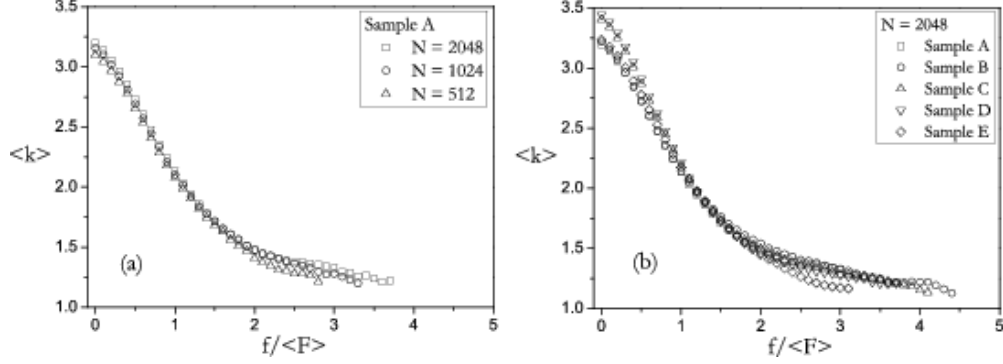 3.5
3.0
2.5
<k>
2.0
1.5
1.0
0 1 2 3 4 5
f/<F>
Sample A
N = 2048
N = 1024
N = 512
(a)
3.5
3.0
2.5
<k>
2.0
1.5
1.0
0 1 2 3 4 5
f/<F>
N = 2048
Sample A
Sample B
Sample C
Sample D
Sample E
(b)